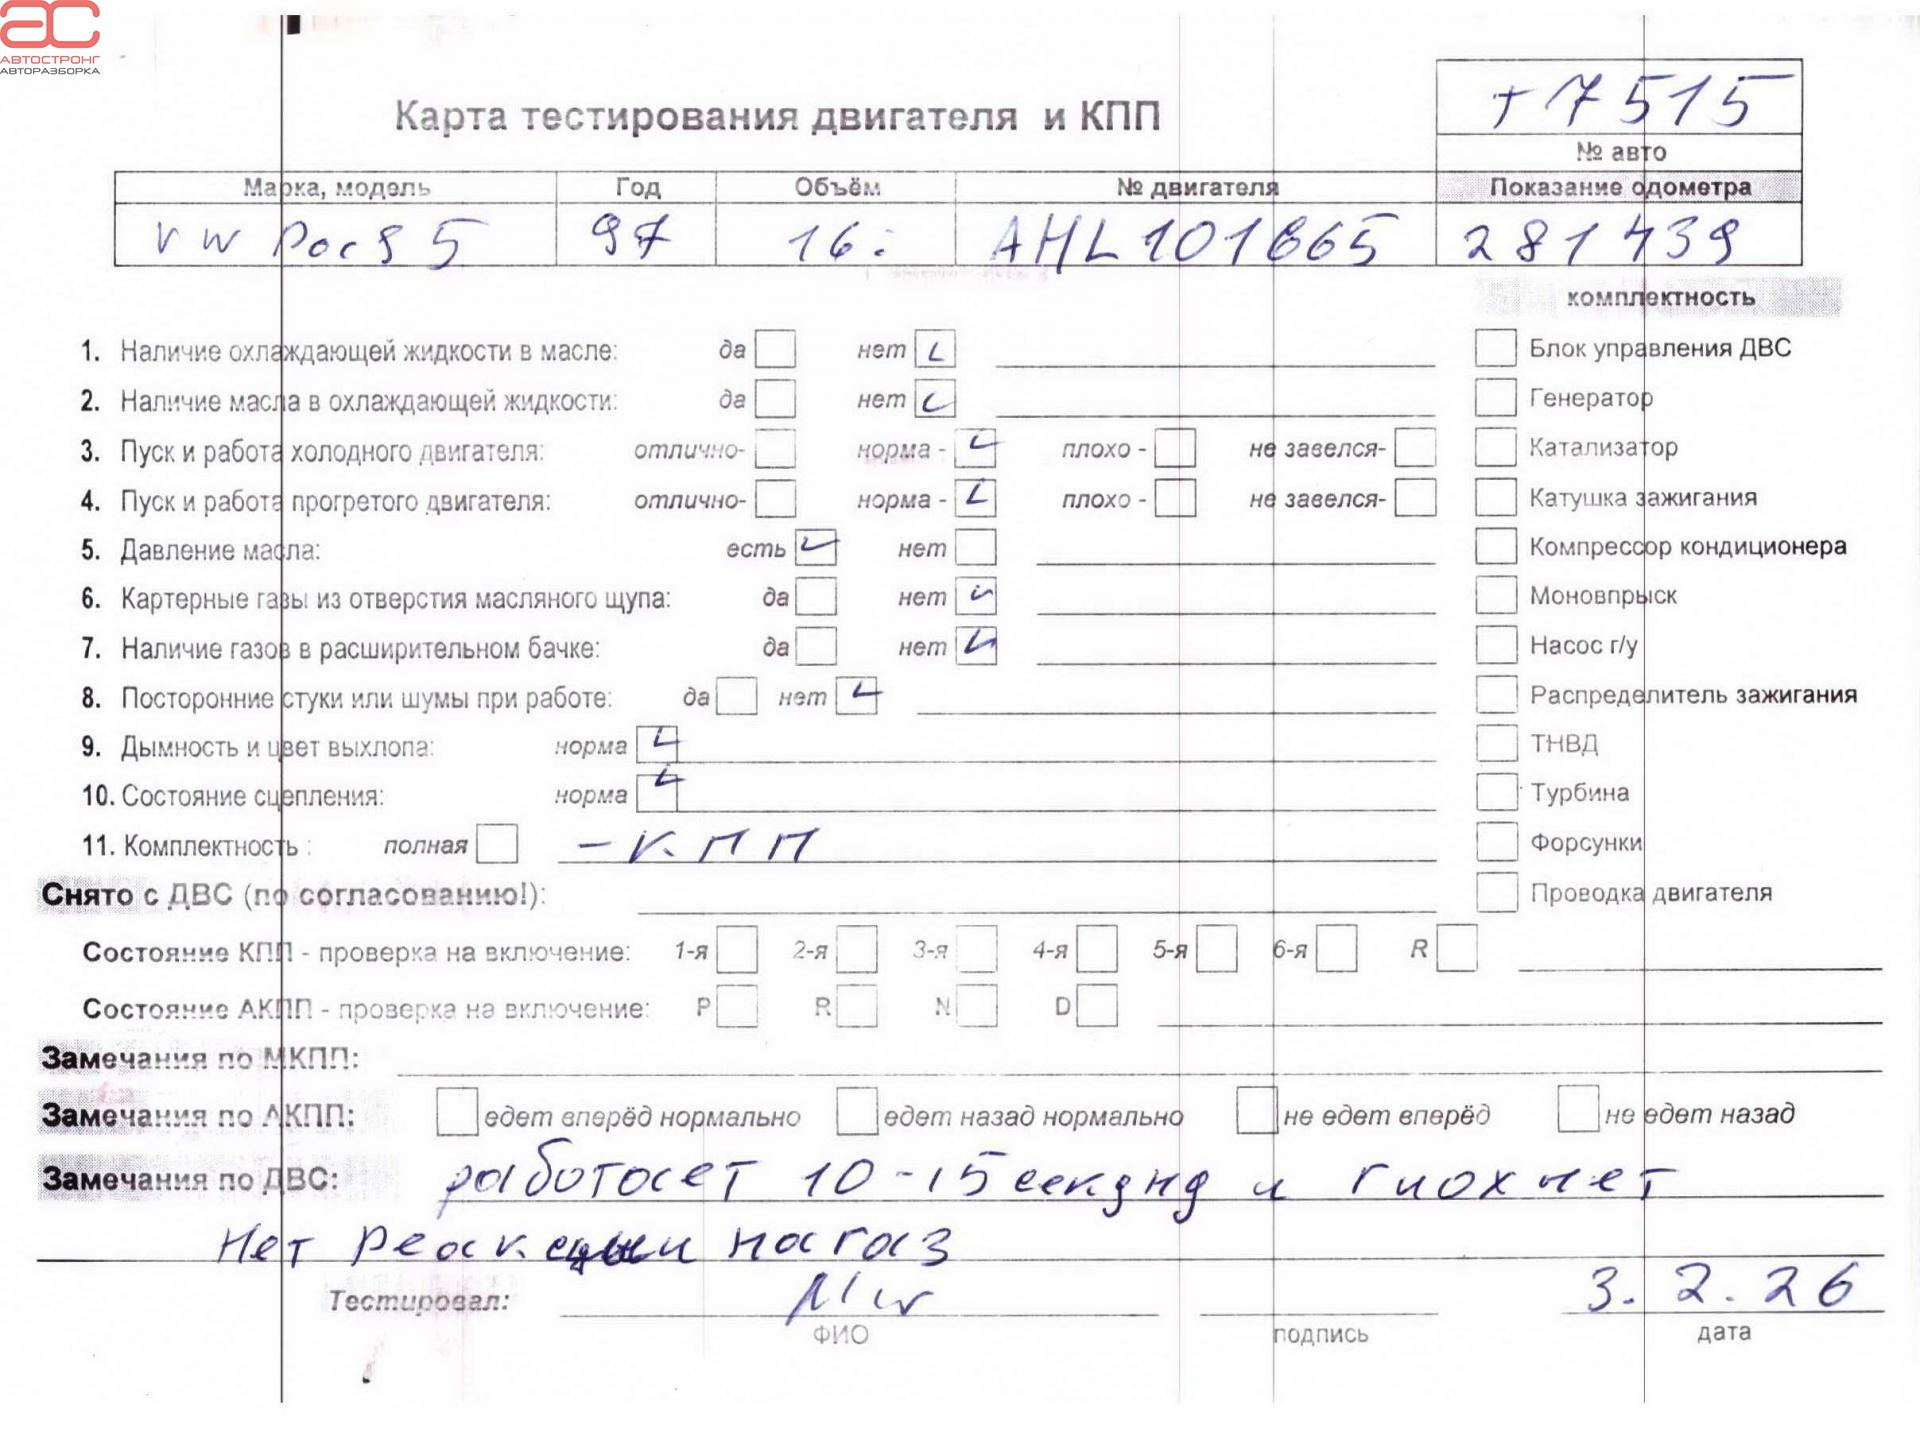 АВТОСТРОНГ
АВТОРАЗБОРКА
т 7515
Карта тестирования двигателя и КПП
№ авто
Марка, модель Год Объём № двигателя Показание одометра
VW Рас§ 5 97 16i AHL101665 281439
комплектность
1. Наличие охлаждающей жидкости в масле: да нет Блок управления ДВС
2. Наличие масла в охлаждающей жидкости: да нет Генератор
3. Пуск и работа холодного двигателя: отлично- норма - плохо - не завелся- Катализатор
4. Пуск и работа прогретого двигателя: отлично- норма - плохо - не завелся- Катушка зажигания
5. Давление масла: есть нет Компрессор кондиционера
6. Картерные газы из отверстия масляного щупа: да нет Моновпрыск
7. Наличие газов в расширительном бачке: да нет Насос г/у
8. Посторонние стуки или шумы при работе: да нет Распределитель зажигания
9. Дымность и цвет выхлопа: норма ТНВД
10. Состояние сцепления: норма Турбина
11. Комплектность : полная - КПП Форсунки
Снято с ДВС (по согласованию!): Проводка двигателя
Состояние КПП - проверка на включение: 1-я 2-я 3-я 4-я 5-я 6-я R
Состояние АКПП - проверка на включение: P R N D
Замечания по МКПП:
Замечания по АКПП: едет вперёд нормально едет назад нормально не едет вперёд не едет назад
Замечания по ДВС: работает 10-15 секунд и глохнет
Нет реакции на газ
Тестировал: 3.2.26
ФИО подпись дата